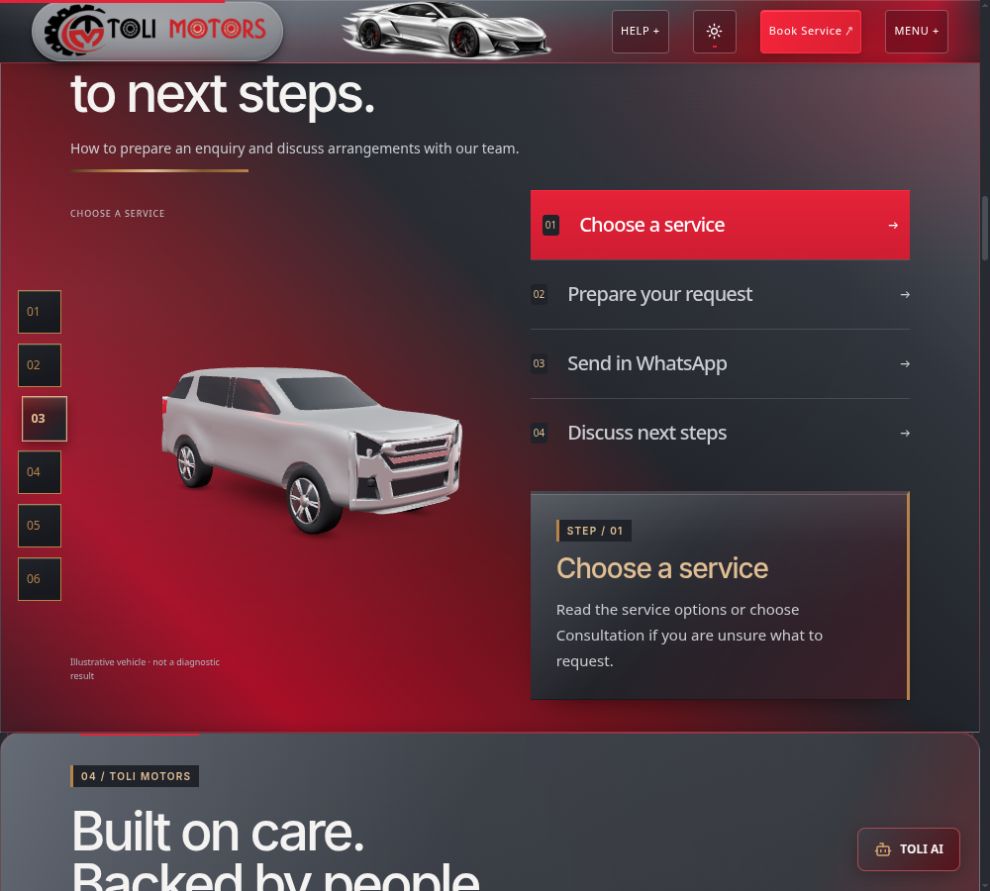 TOLI MOTORS
HELP +
Book Service ↗
MENU +
to next steps.
How to prepare an enquiry and discuss arrangements with our team.
CHOOSE A SERVICE
01
02
03
04
05
06
Illustrative vehicle · not a diagnostic
result
01 Choose a service →
02 Prepare your request →
03 Send in WhatsApp →
04 Discuss next steps →
STEP / 01
Choose a service
Read the service options or choose
Consultation if you are unsure what to
request.
04 / TOLI MOTORS
Built on care.
Backed by people
TOLI AI